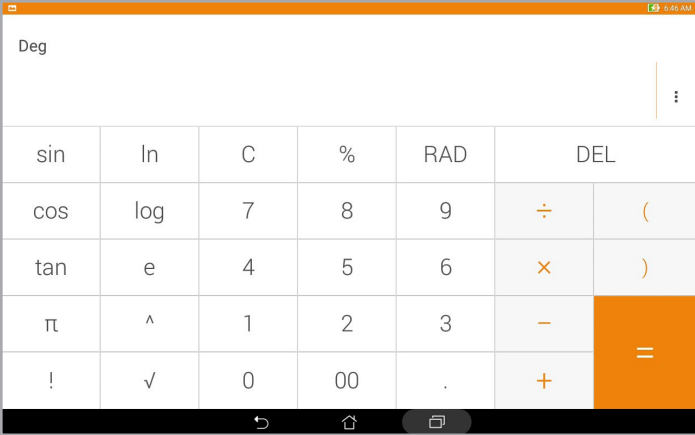 6:46 AM
Deg
sin ln C % RAD DEL
cos log 7 8 9 ÷ (
tan e 4 5 6 × )
π ^ 1 2 3 −
! √ 0 00 . + =